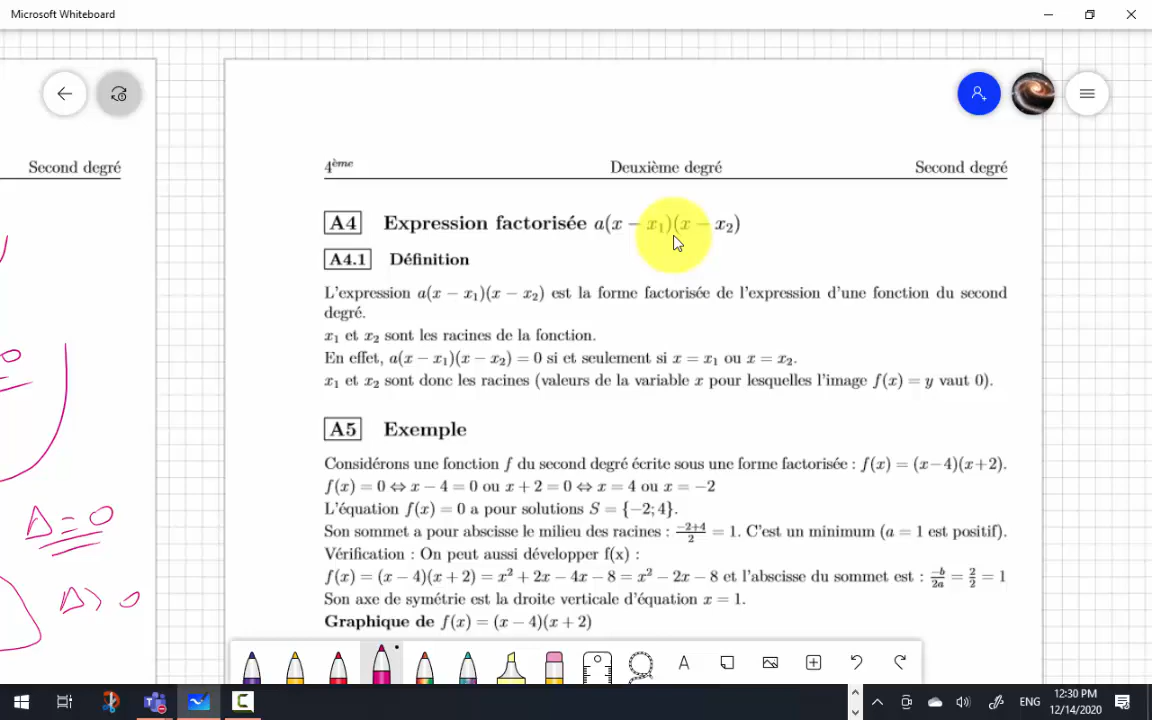 Microsoft Whiteboard
Second degré
4ème Deuxième degré Second degré
A4 Expression factorisée a(x − x₁)(x − x₂)
A4.1 Définition
L'expression a(x − x₁)(x − x₂) est la forme factorisée de l'expression d'une fonction du second
degré.
x₁ et x₂ sont les racines de la fonction.
En effet, a(x − x₁)(x − x₂) = 0 si et seulement si x = x₁ ou x = x₂.
x₁ et x₂ sont donc les racines (valeurs de la variable x pour lesquelles l'image f(x) = y vaut 0).
A5 Exemple
Considérons une fonction f du second degré écrite sous une forme factorisée : f(x) = (x−4)(x+2).
f(x) = 0 ⇔ x − 4 = 0 ou x + 2 = 0 ⇔ x = 4 ou x = −2
L'équation f(x) = 0 a pour solutions S = {−2; 4}.
Son sommet a pour abscisse le milieu des racines : (−2+4)/2 = 1. C'est un minimum (a = 1 est positif).
Vérification : On peut aussi développer f(x) :
f(x) = (x − 4)(x + 2) = x² + 2x − 4x − 8 = x² − 2x − 8 et l'abscisse du sommet est : −b/2a = 2/2 = 1
Son axe de symétrie est la droite verticale d'équation x = 1.
Graphique de f(x) = (x − 4)(x + 2)
Δ = 0
Δ > 0
A
ENG
12:30 PM
12/14/2020